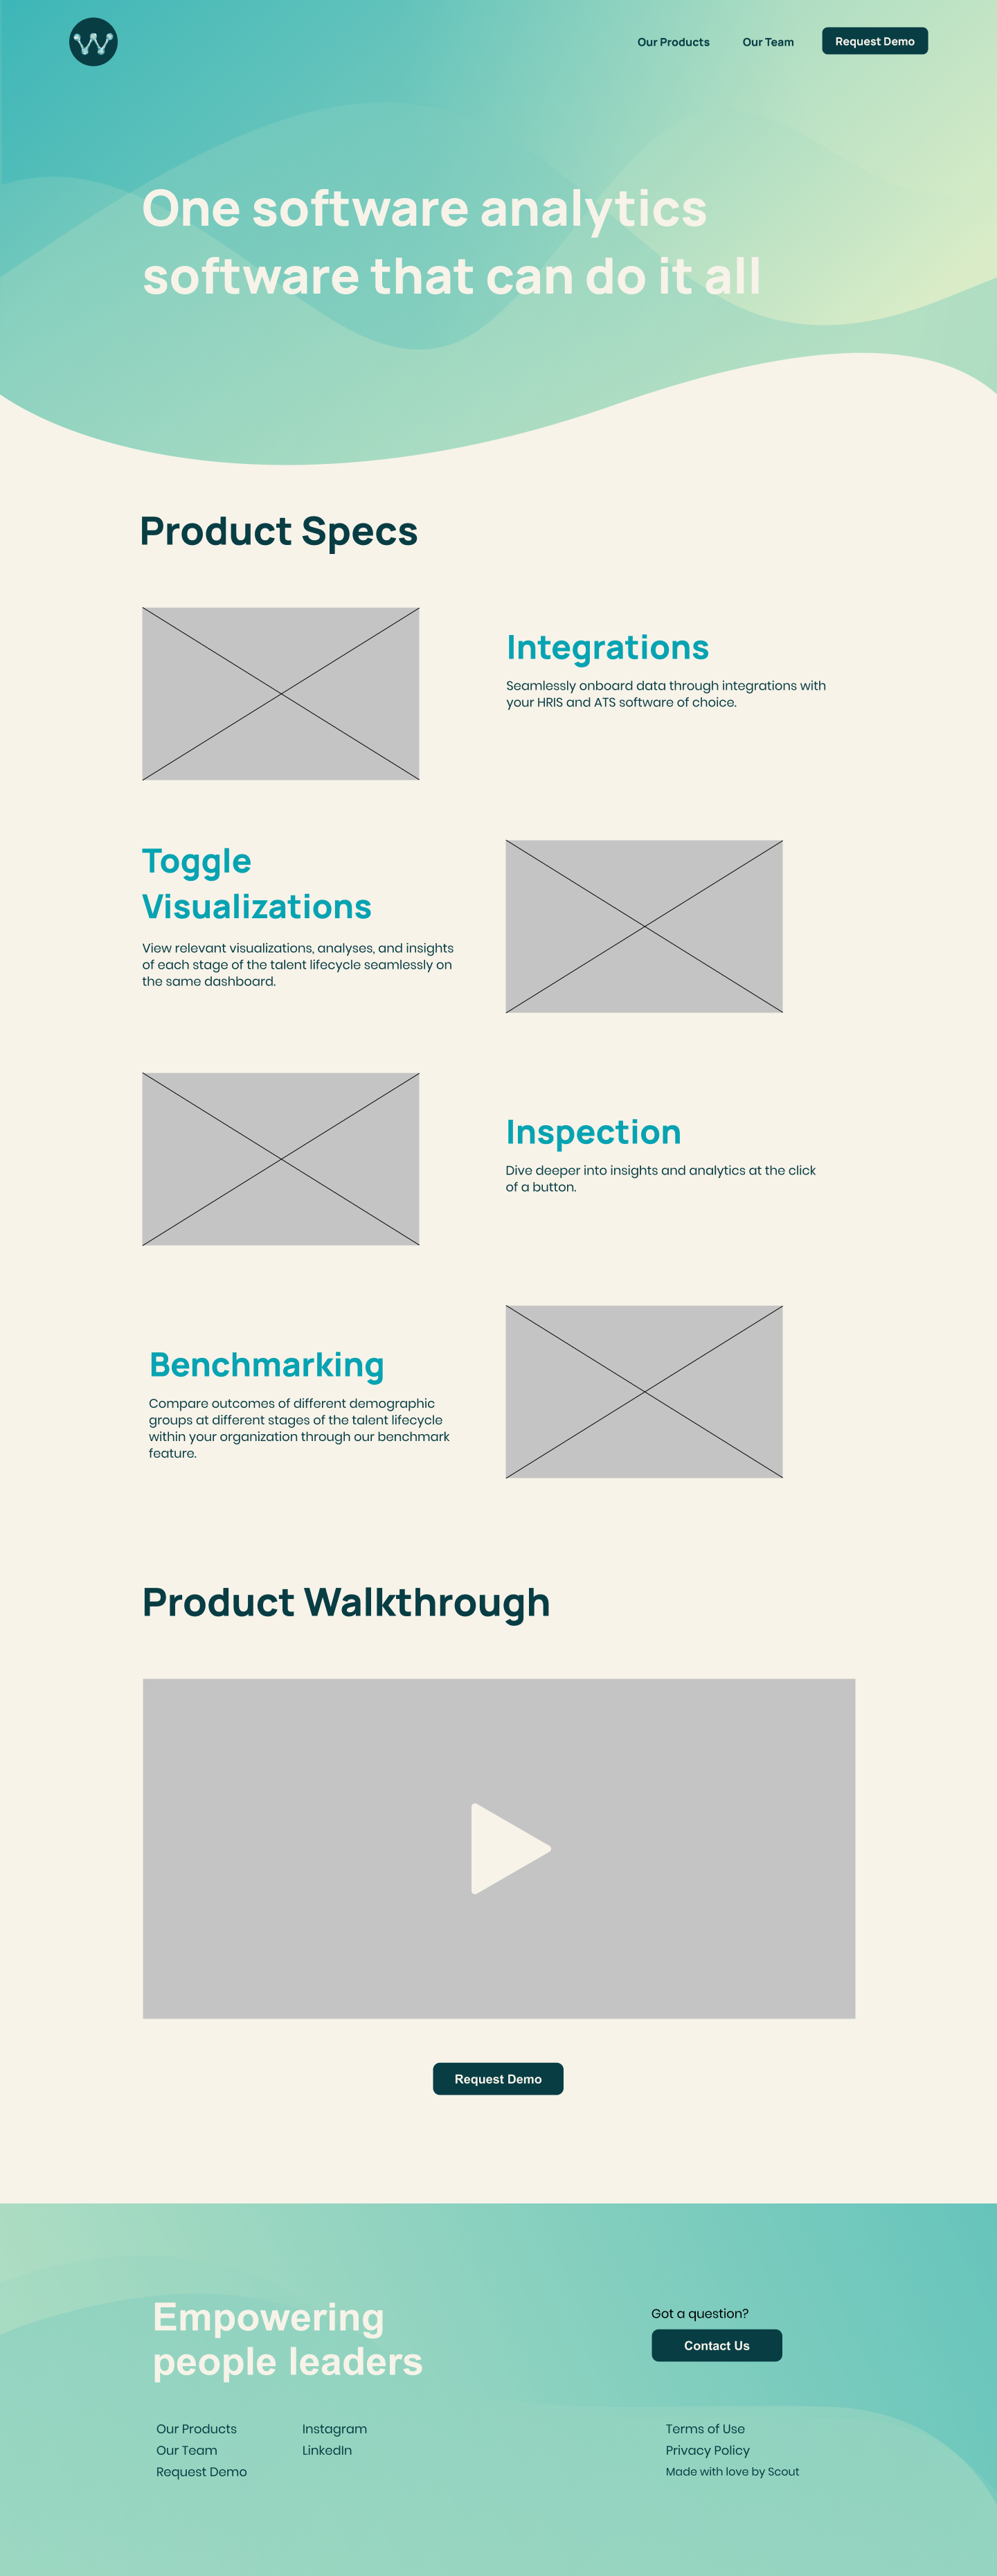 W
Our Products
Our Team
Request Demo
One software analytics
software that can do it all
Product Specs
Integrations
Seamlessly onboard data through integrations with
your HRIS and ATS software of choice.
Toggle
Visualizations
View relevant visualizations, analyses, and insights
of each stage of the talent lifecycle seamlessly on
the same dashboard.
Inspection
Dive deeper into insights and analytics at the click
of a button.
Benchmarking
Compare outcomes of different demographic
groups at different stages of the talent lifecycle
within your organization through our benchmark
feature.
Product Walkthrough
Request Demo
Empowering
people leaders
Got a question?
Contact Us
Our Products
Our Team
Request Demo
Instagram
LinkedIn
Terms of Use
Privacy Policy
Made with love by Scout